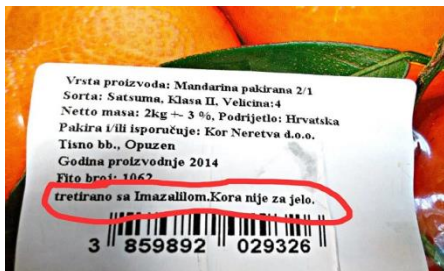 Vrsta proizvoda: Mandarina pakirana 2/1
Sorta: Satsuma, Klasa II, Velicina:4
Netto masa: 2kg +- 3 %, Podrijetlo: Hrvatska
Pakira i/ili isporučuje: Kor Neretva d.o.o.
Tisno bb., Opuzen
Godina proizvodnje 2014
Fito broj: 1062
tretirano sa Imazalilom.Kora nije za jelo.
3 859892 029326